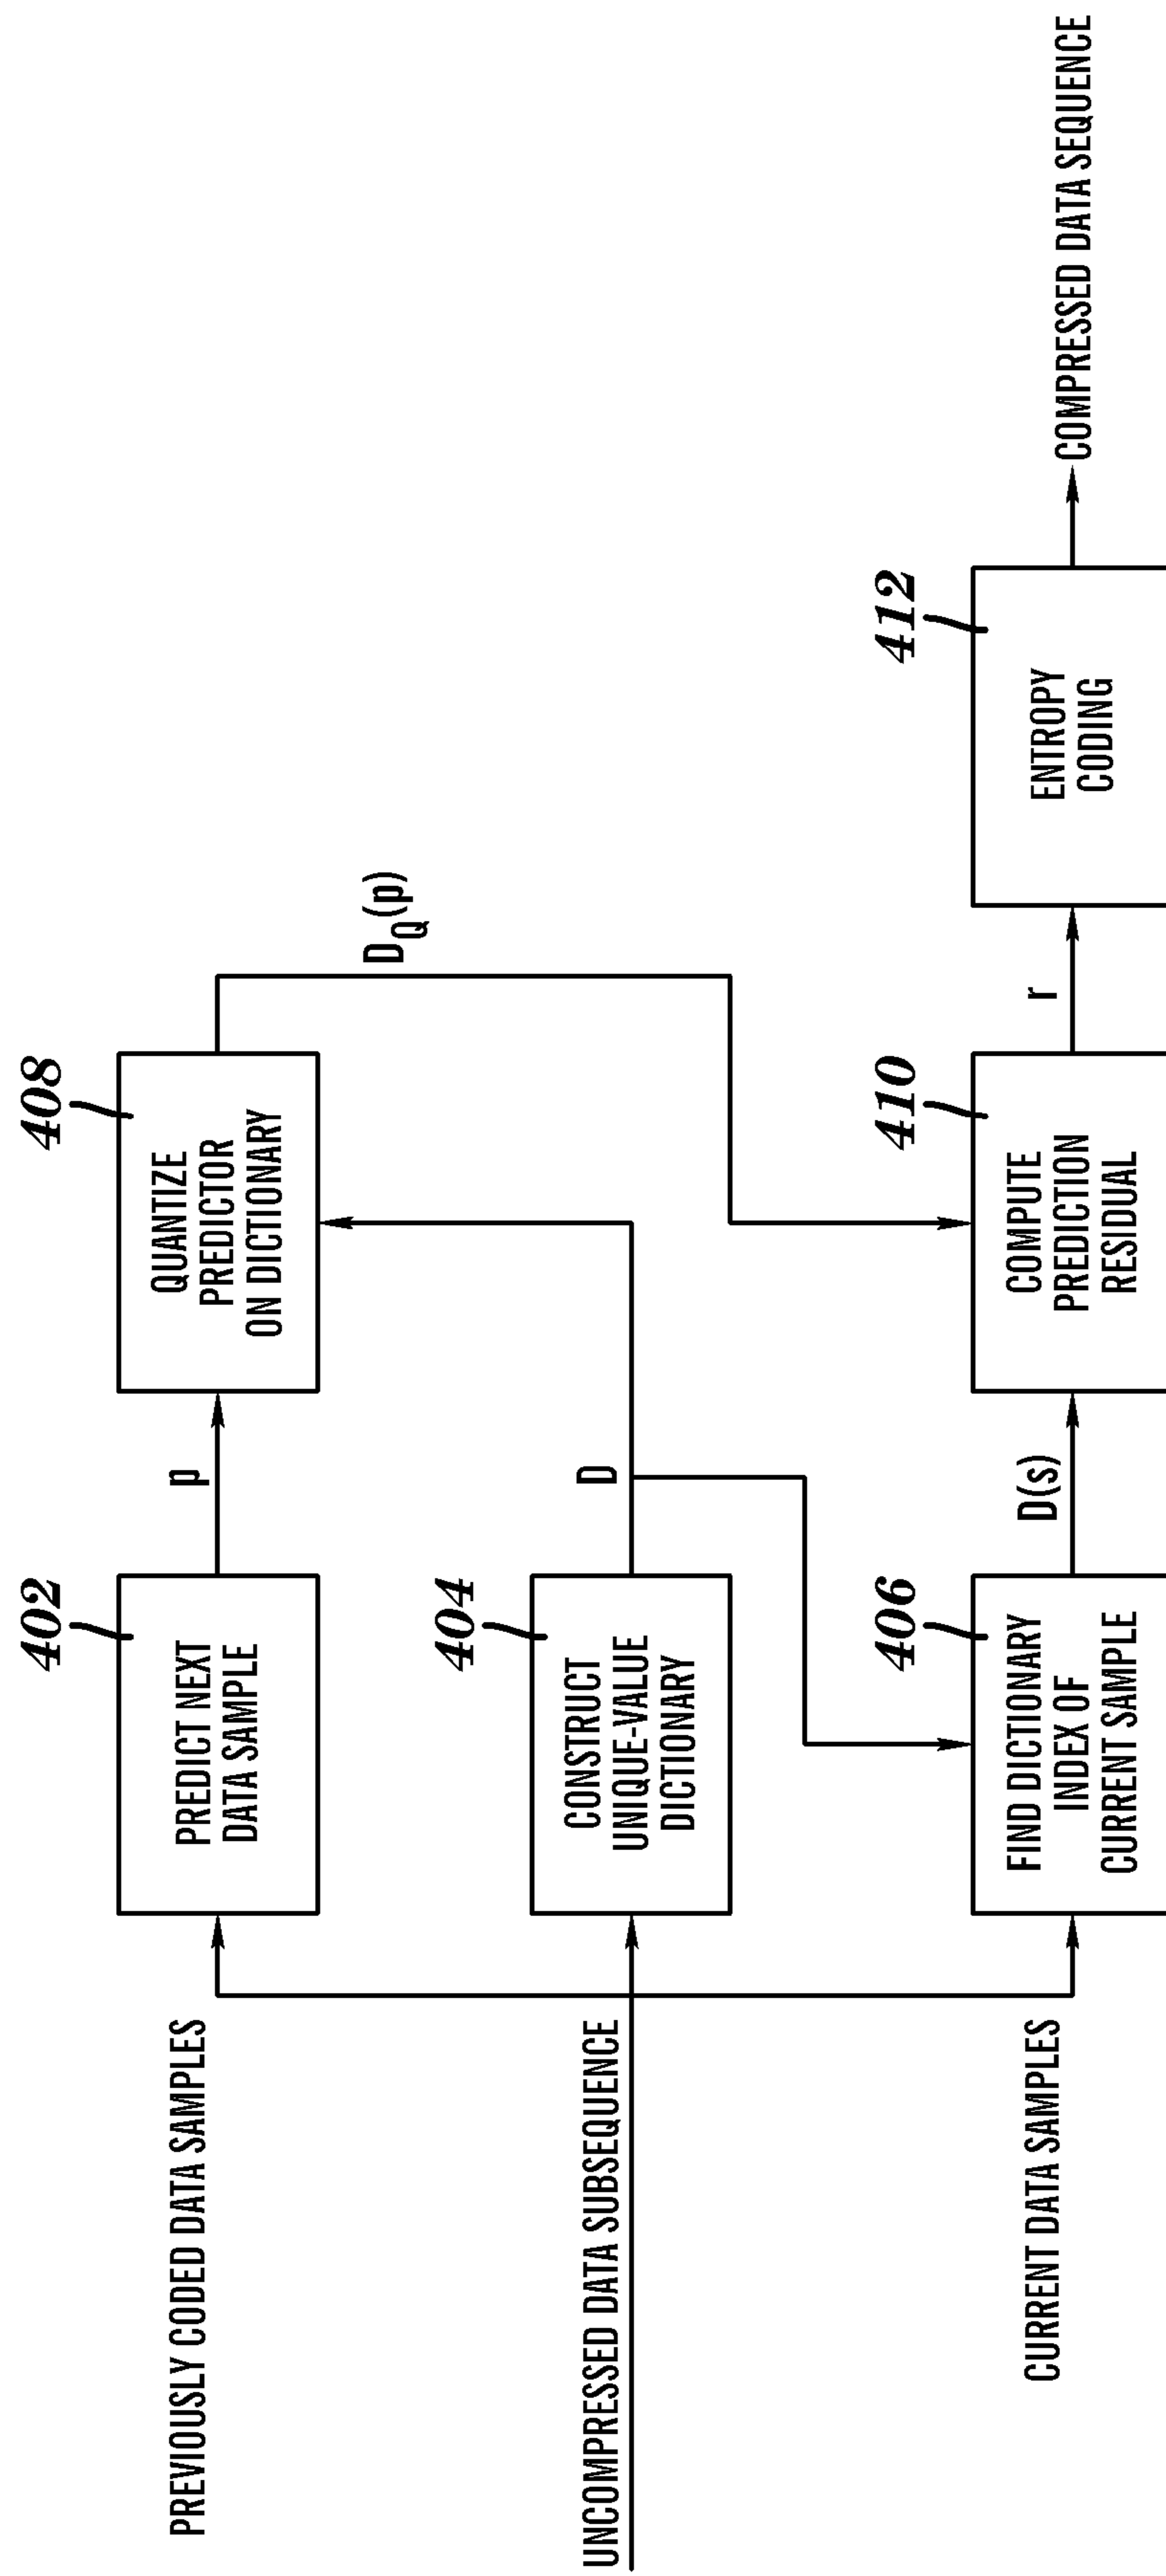 PREVIOUSLY CODED DATA SAMPLES
402
PREDICT NEXT
DATA SAMPLE
p
408
QUANTIZE
PREDICTOR
ON DICTIONARY
D_Q(p)
UNCOMPRESSED DATA SUBSEQUENCE
404
CONSTRUCT
UNIQUE-VALUE
DICTIONARY
D
CURRENT DATA SAMPLES
406
FIND DICTIONARY
INDEX OF
CURRENT SAMPLE
D(s)
410
COMPUTE
PREDICTION
RESIDUAL
r
412
ENTROPY
CODING
COMPRESSED DATA SEQUENCE